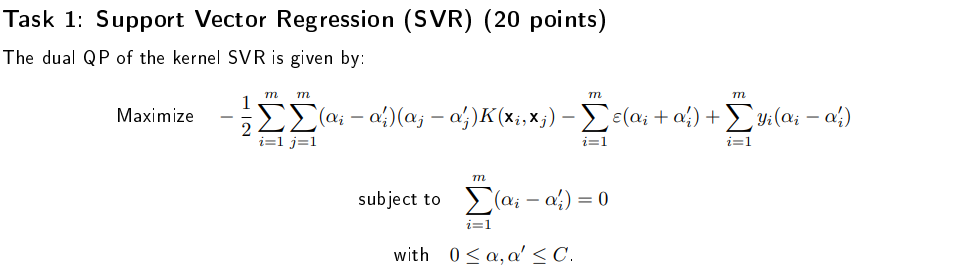 Task 1: Support Vector Regression (SVR) (20 points)
The dual QP of the kernel SVR is given by:
Maximize $-\frac{1}{2}\sum_{i=1}^{m}\sum_{j=1}^{m}(\alpha_i - \alpha_i')(\alpha_j - \alpha_j')K(\mathbf{x}_i, \mathbf{x}_j) - \sum_{i=1}^{m}\varepsilon(\alpha_i + \alpha_i') + \sum_{i=1}^{m} y_i(\alpha_i - \alpha_i')$
subject to $\sum_{i=1}^{m}(\alpha_i - \alpha_i') = 0$
with $0 \leq \alpha, \alpha' \leq C.$